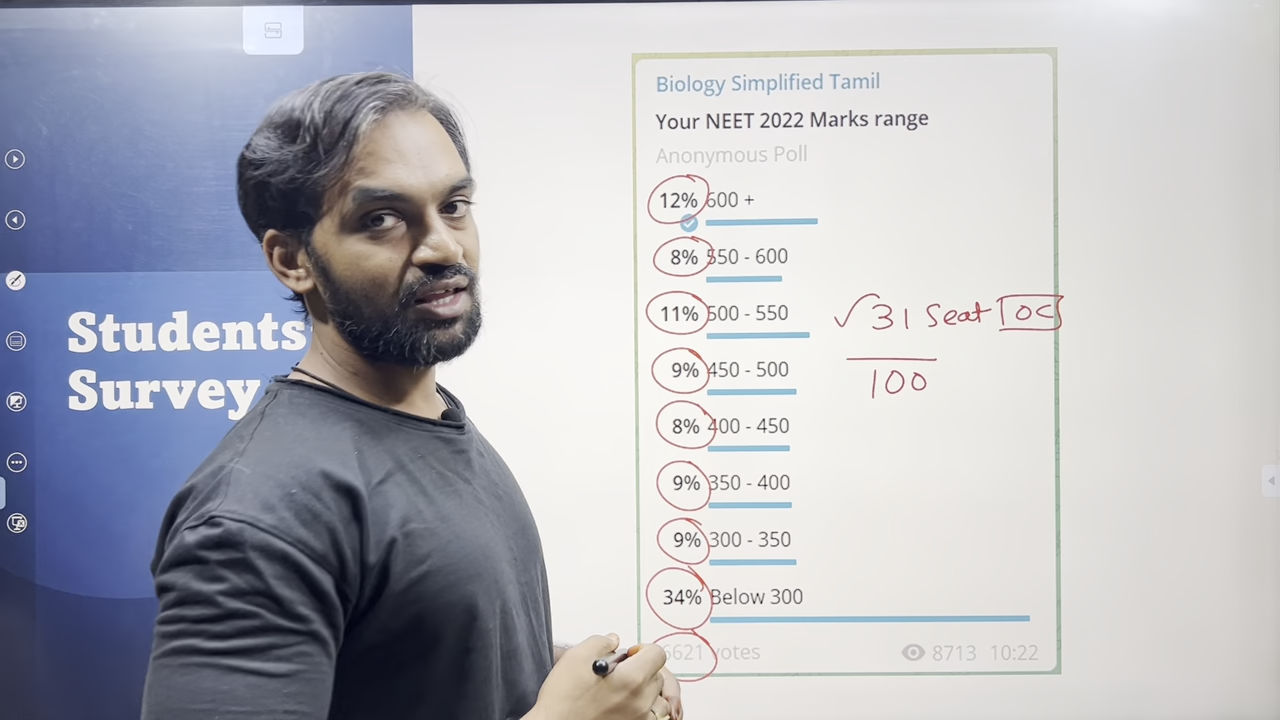 Students
Survey
Biology Simplified Tamil
Your NEET 2022 Marks range
Anonymous Poll
12% 600 +
8% 550 - 600
11% 500 - 550
9% 450 - 500
8% 400 - 450
9% 350 - 400
9% 300 - 350
34% Below 300
6621 votes 8713 10:22
✓31 Seat OC
100